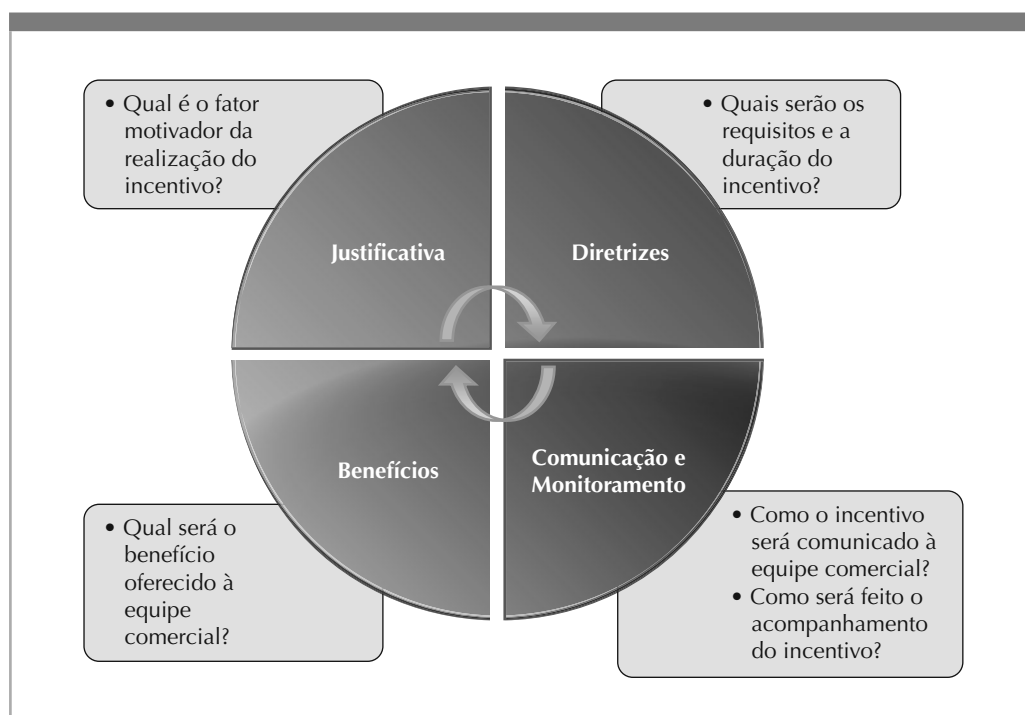 • Qual é o fator
motivador da
realização do
incentivo?
• Quais serão os
requisitos e a
duração do
incentivo?
Justificativa
Diretrizes
Benefícios
Comunicação e
Monitoramento
• Qual será o
benefício
oferecido à
equipe
comercial?
• Como o incentivo
será comunicado à
equipe comercial?
• Como será feito o
acompanhamento
do incentivo?